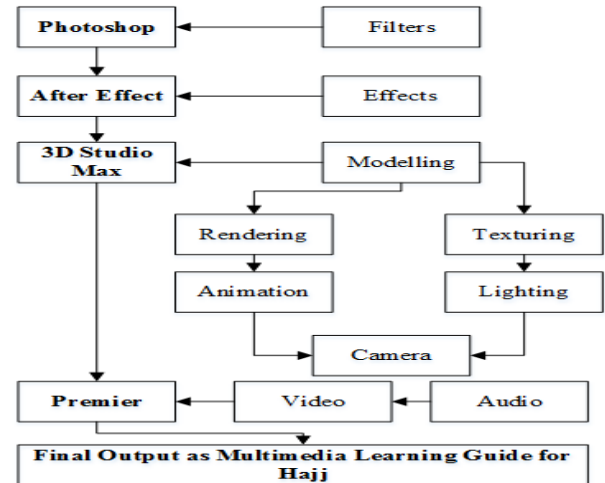 Photoshop
Filters
After Effect
Effects
3D Studio
Max
Modelling
Rendering
Texturing
Animation
Lighting
Camera
Premier
Video
Audio
Final Output as Multimedia Learning Guide for
Hajj